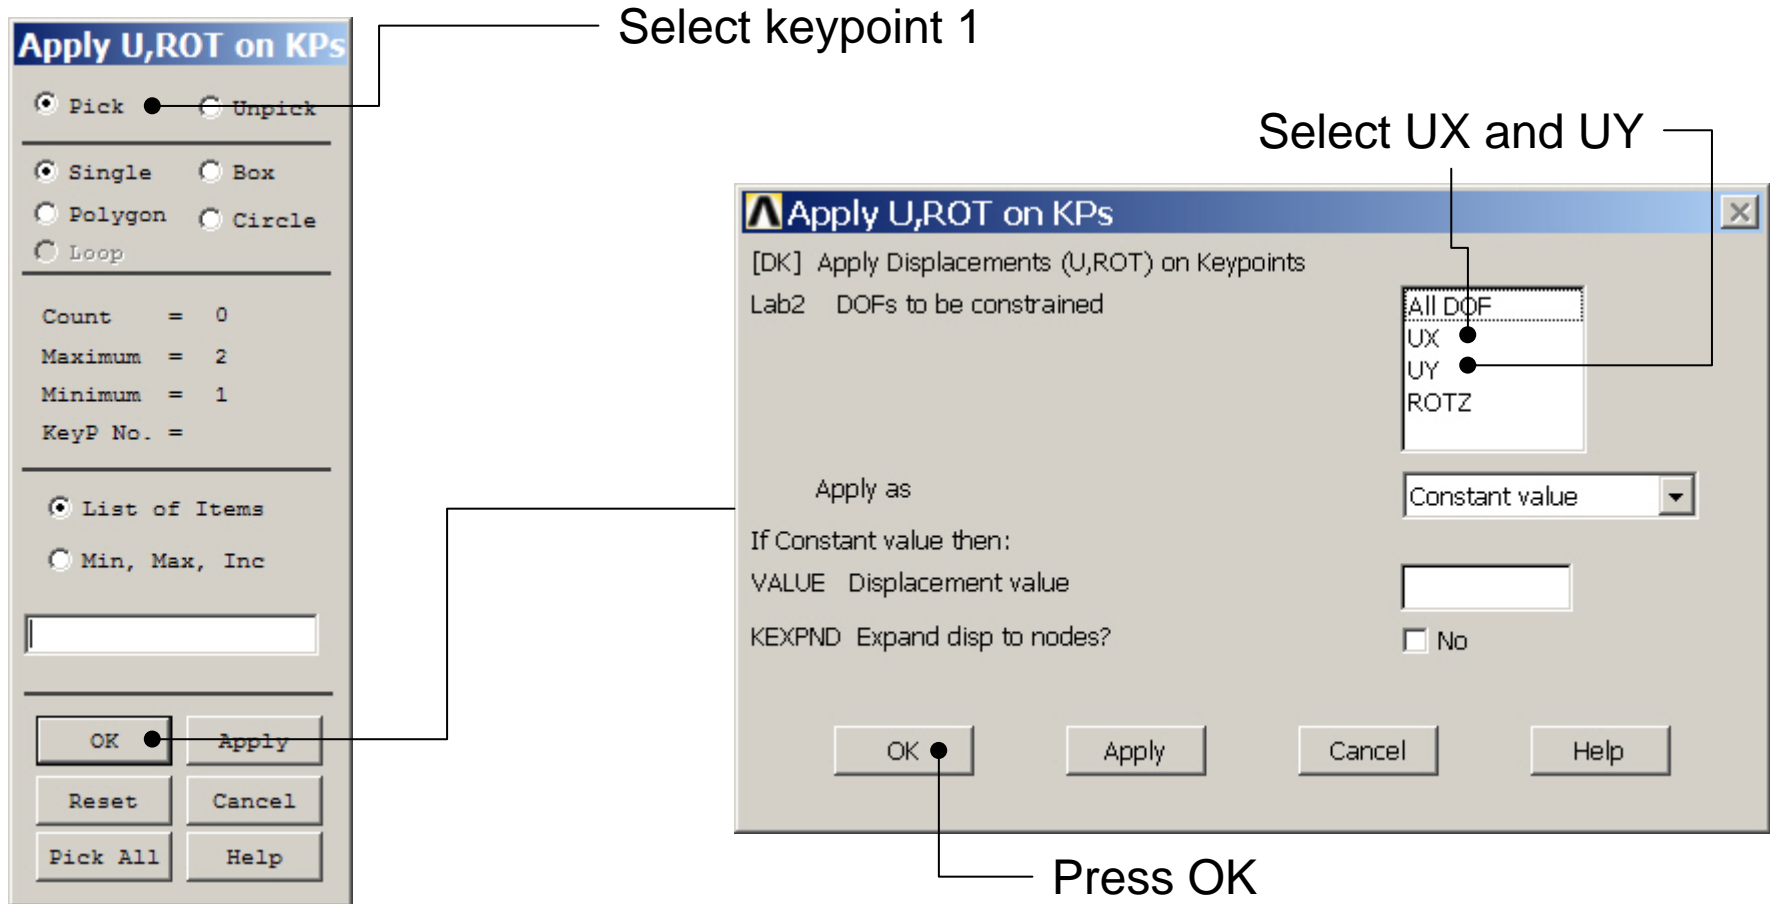 Select keypoint 1
Apply U,ROT on KPs
Pick Unpick
Single Box
Polygon Circle
Loop
Count = 0
Maximum = 2
Minimum = 1
KeyP No. =
List of Items
Min, Max, Inc
OK Apply
Reset Cancel
Pick All Help
Select UX and UY
Apply U,ROT on KPs
[DK] Apply Displacements (U,ROT) on Keypoints
Lab2 DOFs to be constrained
All DOF
UX
UY
ROTZ
Apply as Constant value
If Constant value then:
VALUE Displacement value
KEXPND Expand disp to nodes? No
OK Apply Cancel Help
Press OK